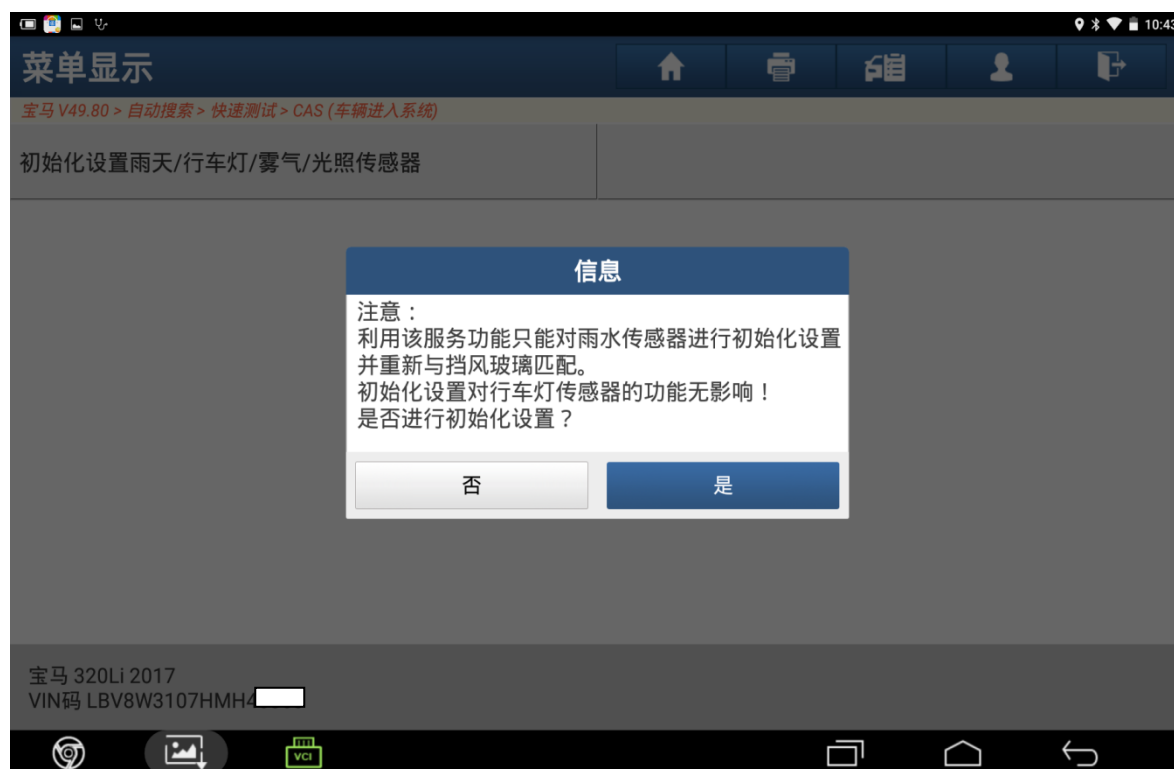 10:43
菜单显示
宝马 V49.80 > 自动搜索 > 快速测试 > CAS (车辆进入系统)
初始化设置雨天/行车灯/雾气/光照传感器
信息
注意：
利用该服务功能只能对雨水传感器进行初始化设置
并重新与挡风玻璃匹配。
初始化设置对行车灯传感器的功能无影响！
是否进行初始化设置？
否
是
宝马 320Li 2017
VIN码 LBV8W3107HMH4
VCI